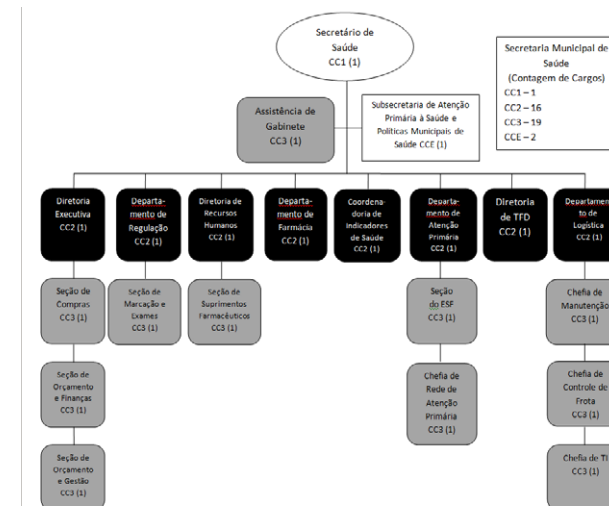 Secretário de
Saúde
CC1 (1)
Secretaria Municipal de
Saúde
(Contagem de Cargos)
CC1 – 1
CC2 – 16
CC3 – 19
CCE – 2
Assistência de
Gabinete
CC3 (1)
Subsecretaria de Atenção
Primária à Saúde e
Políticas Municipais de
Saúde CCE (1)
Diretoria
Executiva
CC2 (1)
Departa-
mento de
Regulação
CC2 (1)
Diretoria de
Recursos
Humanos
CC2 (1)
Departa-
mento de
Farmácia
CC2 (1)
Coordena-
doria de
Indicadores
de Saúde
CC2 (1)
Departa-
mento de
Atenção
Primária
CC2 (1)
Diretoria
de TFD
CC2 (1)
Departamen
to de
Logística
CC2 (1)
Seção de
Compras
CC3 (1)
Seção de
Marcação e
Exames
CC3 (1)
Seção de
Suprimentos
Farmacêuticos
CC3 (1)
Seção
do ESF
CC3 (1)
Chefia de
Manutenção
CC3 (1)
Seção de
Orçamento
e Finanças
CC3 (1)
Chefia de
Rede de
Atenção
Primária
CC3 (1)
Chefia de
Controle de
Frota
CC3 (1)
Seção de
Orçamento
e Gestão
CC3 (1)
Chefia de TI
CC3 (1)